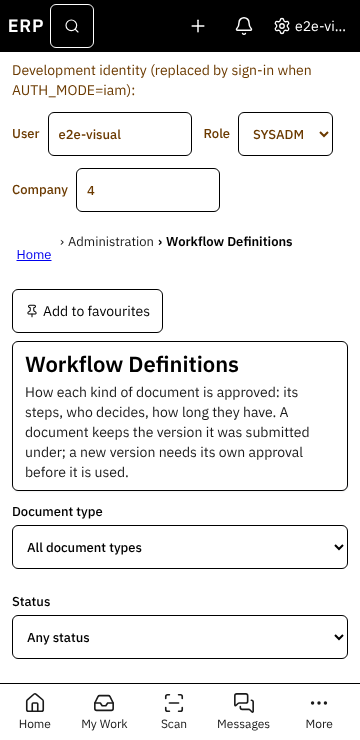 ERP
e2e-vi...
Development identity (replaced by sign-in when
AUTH_MODE=iam):
User e2e-visual Role SYSADM
Company 4
Home › Administration › Workflow Definitions
Add to favourites
Workflow Definitions
How each kind of document is approved: its
steps, who decides, how long they have. A
document keeps the version it was submitted
under; a new version needs its own approval
before it is used.
Document type
All document types
Status
Any status
Home My Work Scan Messages More